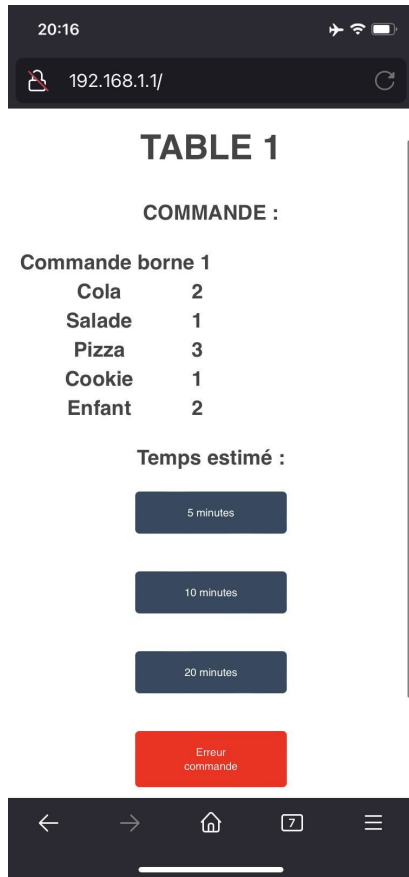 20:16
192.168.1.1/
TABLE 1
COMMANDE :
Commande borne 1
Cola 2
Salade 1
Pizza 3
Cookie 1
Enfant 2
Temps estimé :
5 minutes
10 minutes
20 minutes
Erreur
commande
7